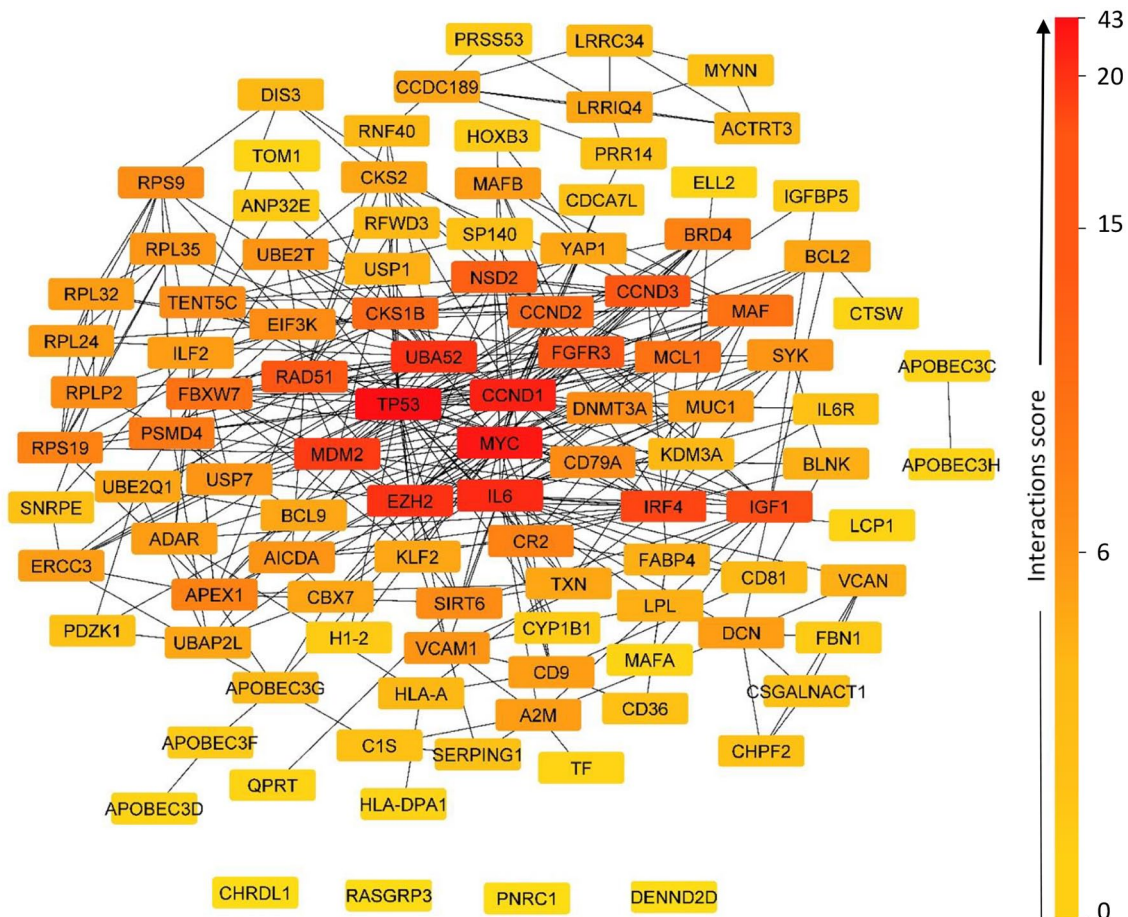 PRSS53
LRRC34
MYNN
CCDC189
LRRIQ4
ACTRT3
DIS3
RNF40
HOXB3
PRR14
TOM1
RPS9
CKS2
MAFB
ELL2
CDCA7L
IGFBP5
ANP32E
RFWD3
SP140
YAP1
BRD4
BCL2
RPL35
UBE2T
USP1
NSD2
CCND3
RPL32
TENT5C
EIF3K
CKS1B
CCND2
MAF
CTSW
RPL24
ILF2
UBA52
FGFR3
MCL1
SYK
APOBEC3C
RPLP2
FBXW7
RAD51
TP53
CCND1
DNMT3A
MUC1
IL6R
RPS19
PSMD4
MDM2
MYC
CD79A
KDM3A
BLNK
APOBEC3H
UBE2Q1
USP7
EZH2
IL6
IRF4
IGF1
SNRPE
BCL9
LCP1
ADAR
AICDA
KLF2
CR2
FABP4
ERCC3
APEX1
CBX7
SIRT6
TXN
CD81
VCAN
LPL
PDZK1
UBAP2L
H1-2
VCAM1
CYP1B1
DCN
FBN1
MAFA
CD9
APOBEC3G
HLA-A
CD36
CSGALNACT1
A2M
APOBEC3F
C1S
SERPING1
CHPF2
TF
QPRT
APOBEC3D
HLA-DPA1
CHRDL1
RASGRP3
PNRC1
DENND2D
43
20
15
6
0
Interactions score